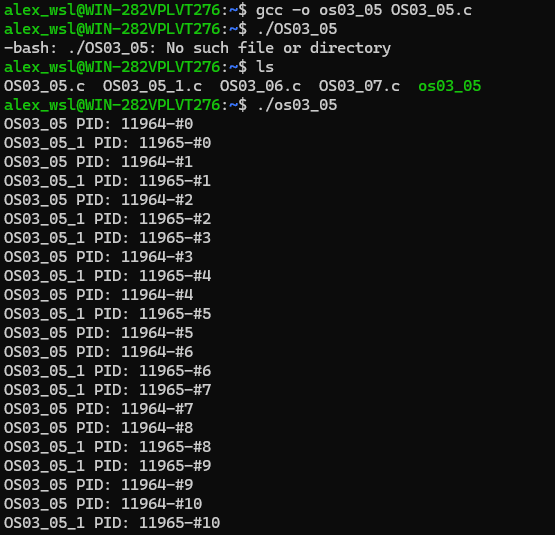 alex_wsl@WIN-282VPLVT276:~$ gcc -o os03_05 OS03_05.c
alex_wsl@WIN-282VPLVT276:~$ ./OS03_05
-bash: ./OS03_05: No such file or directory
alex_wsl@WIN-282VPLVT276:~$ ls
OS03_05.c  OS03_05_1.c  OS03_06.c  OS03_07.c  os03_05
alex_wsl@WIN-282VPLVT276:~$ ./os03_05
OS03_05 PID: 11964-#0
OS03_05_1 PID: 11965-#0
OS03_05 PID: 11964-#1
OS03_05_1 PID: 11965-#1
OS03_05 PID: 11964-#2
OS03_05_1 PID: 11965-#2
OS03_05_1 PID: 11965-#3
OS03_05 PID: 11964-#3
OS03_05_1 PID: 11965-#4
OS03_05 PID: 11964-#4
OS03_05_1 PID: 11965-#5
OS03_05 PID: 11964-#5
OS03_05 PID: 11964-#6
OS03_05_1 PID: 11965-#6
OS03_05_1 PID: 11965-#7
OS03_05 PID: 11964-#7
OS03_05 PID: 11964-#8
OS03_05_1 PID: 11965-#8
OS03_05_1 PID: 11965-#9
OS03_05 PID: 11964-#9
OS03_05 PID: 11964-#10
OS03_05_1 PID: 11965-#10